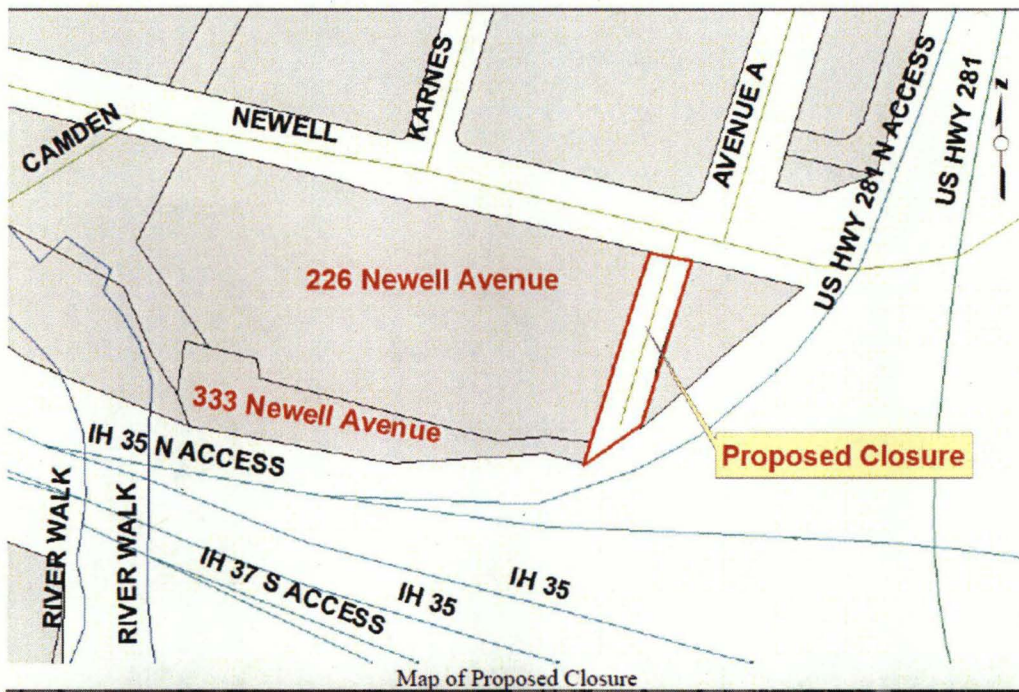 KARNES
AVENUE A
US HWY 281 N ACCESS
US HWY 281
N
CAMDEN
NEWELL
226 Newell Avenue
333 Newell Avenue
Proposed Closure
IH 35 N ACCESS
RIVER WALK
RIVER WALK
IH 37 S ACCESS
IH 35
IH 35
Map of Proposed Closure